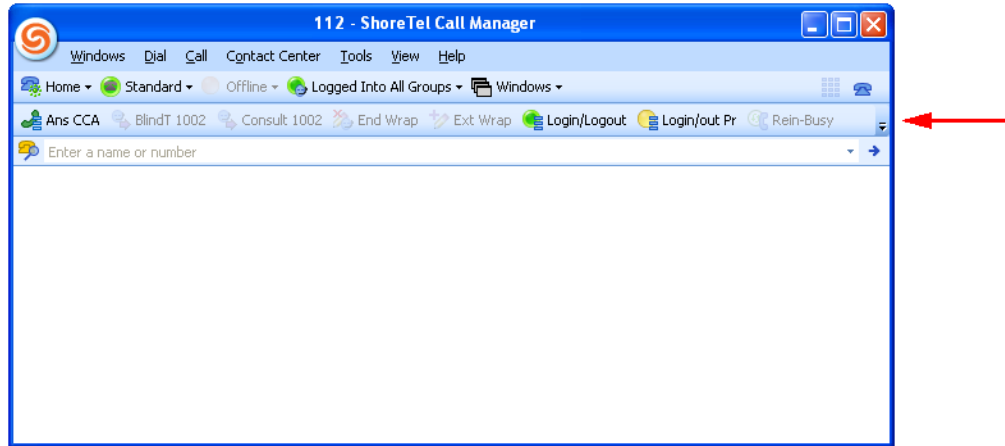 112 - ShoreTel Call Manager
Windows Dial Call Contact Center Tools View Help
Home Standard Offline Logged Into All Groups Windows
Ans CCA BlindT 1002 Consult 1002 End Wrap Ext Wrap Login/Logout Login/out Pr Rein-Busy
Enter a name or number